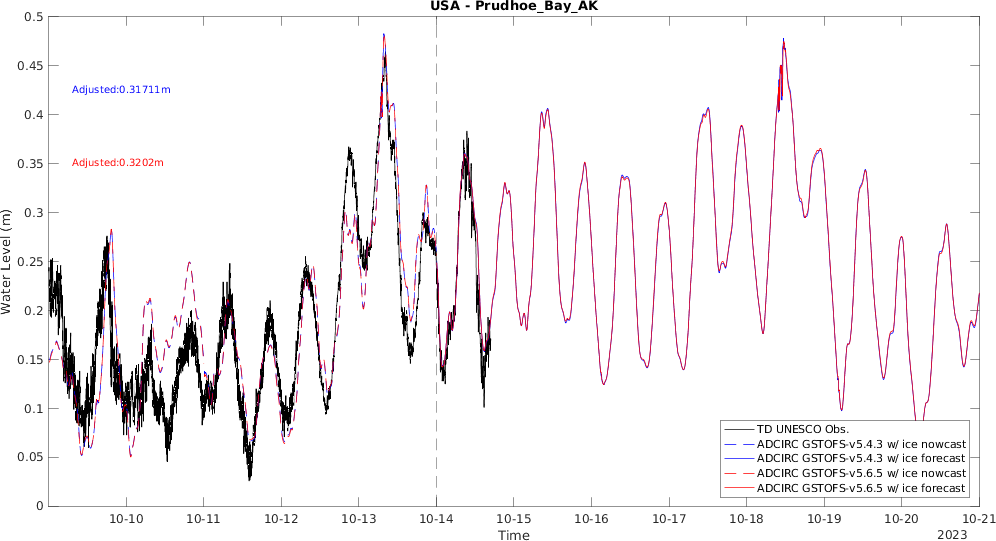 USA - Prudhoe_Bay_AK
0.5
0.45
0.4
0.35
0.3
0.25
0.2
0.15
0.1
0.05
0
Water Level (m)
Adjusted:0.31711m
Adjusted:0.3202m
TD UNESCO Obs.
ADCIRC GSTOFS-v5.4.3 w/ ice nowcast
ADCIRC GSTOFS-v5.4.3 w/ ice forecast
ADCIRC GSTOFS-v5.6.5 w/ ice nowcast
ADCIRC GSTOFS-v5.6.5 w/ ice forecast
10-10 10-11 10-12 10-13 10-14 10-15 10-16 10-17 10-18 10-19 10-20 10-21
Time
2023